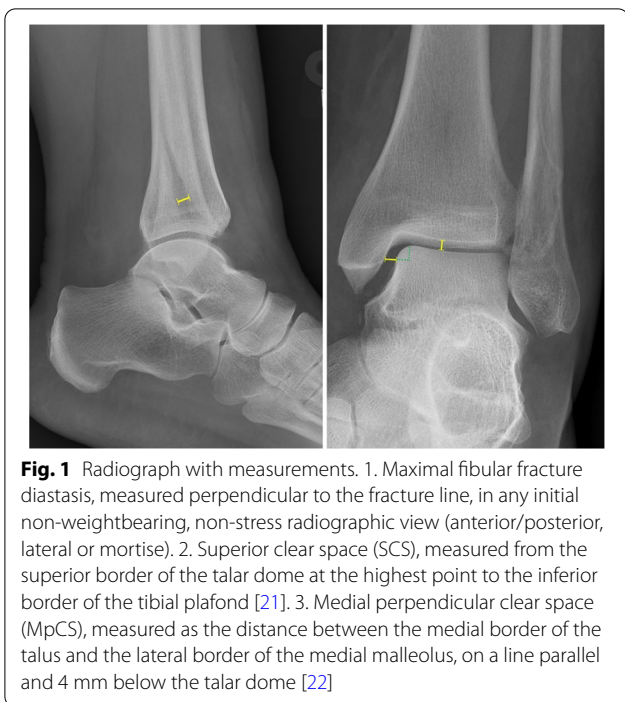 Fig. 1 Radiograph with measurements. 1. Maximal fibular fracture
diastasis, measured perpendicular to the fracture line, in any initial
non-weightbearing, non-stress radiographic view (anterior/posterior,
lateral or mortise). 2. Superior clear space (SCS), measured from the
superior border of the talar dome at the highest point to the inferior
border of the tibial plafond [21]. 3. Medial perpendicular clear space
(MpCS), measured as the distance between the medial border of the
talus and the lateral border of the medial malleolus, on a line parallel
and 4 mm below the talar dome [22]